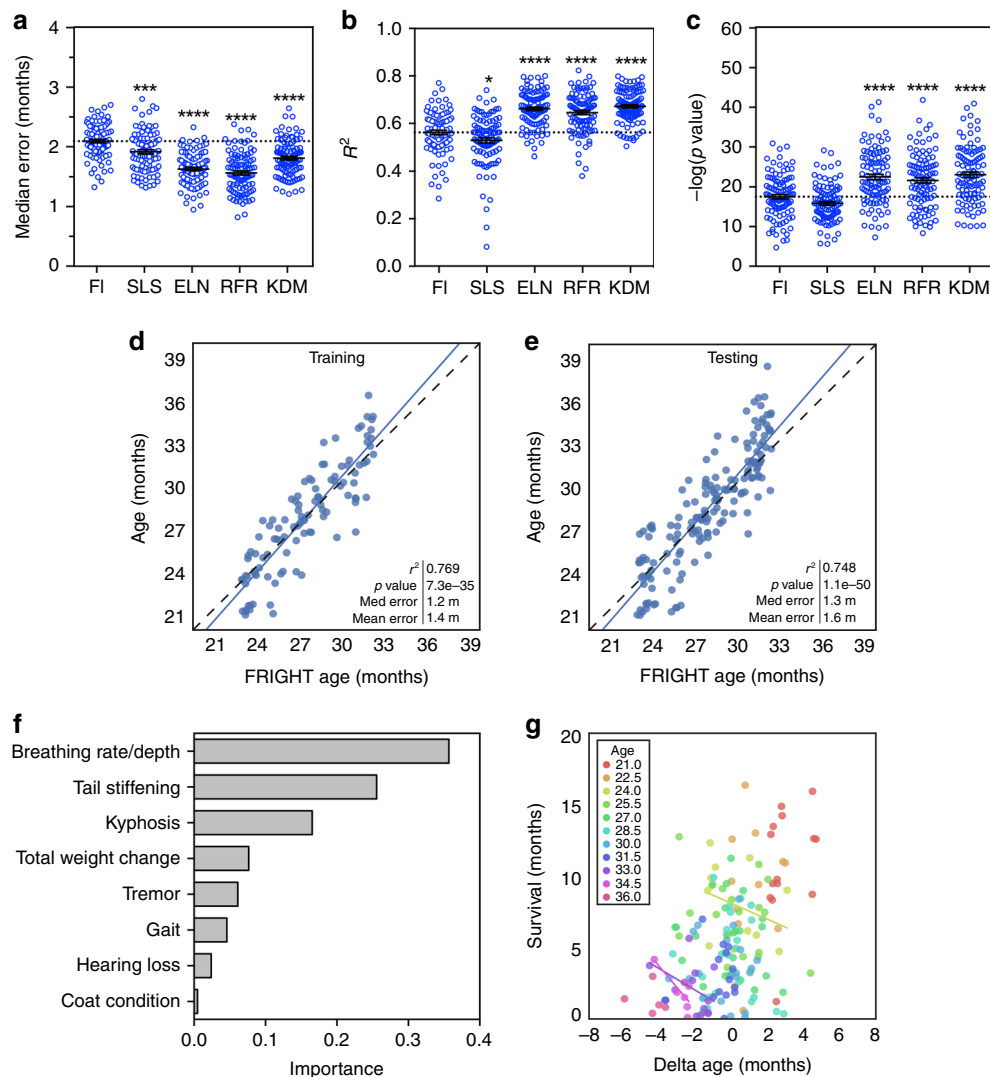 a
Median error (months)
4
3
2
1
0
***
****
****
****
FI SLS ELN RFR KDM
b
R²
1.0
0.8
0.6
0.4
0.2
0.0
*
****
****
****
FI SLS ELN RFR KDM
c
−log(p value)
60
50
40
30
20
10
0
****
****
****
FI SLS ELN RFR KDM
d
Training
Age (months)
39
36
33
30
27
24
21
r² 0.769
p value 7.3e–35
Med error 1.2 m
Mean error 1.4 m
21 24 27 30 33 36 39
FRIGHT age (months)
e
Testing
Age (months)
39
36
33
30
27
24
21
r² 0.748
p value 1.1e–50
Med error 1.3 m
Mean error 1.6 m
21 24 27 30 33 36 39
FRIGHT age (months)
f
Breathing rate/depth
Tail stiffening
Kyphosis
Total weight change
Tremor
Gait
Hearing loss
Coat condition
0.0 0.1 0.2 0.3 0.4
Importance
g
Survival (months)
20
15
10
5
0
Age
21.0
22.5
24.0
25.5
27.0
28.5
30.0
31.5
33.0
34.5
36.0
−8 −6 −4 −2 0 2 4 6 8
Delta age (months)